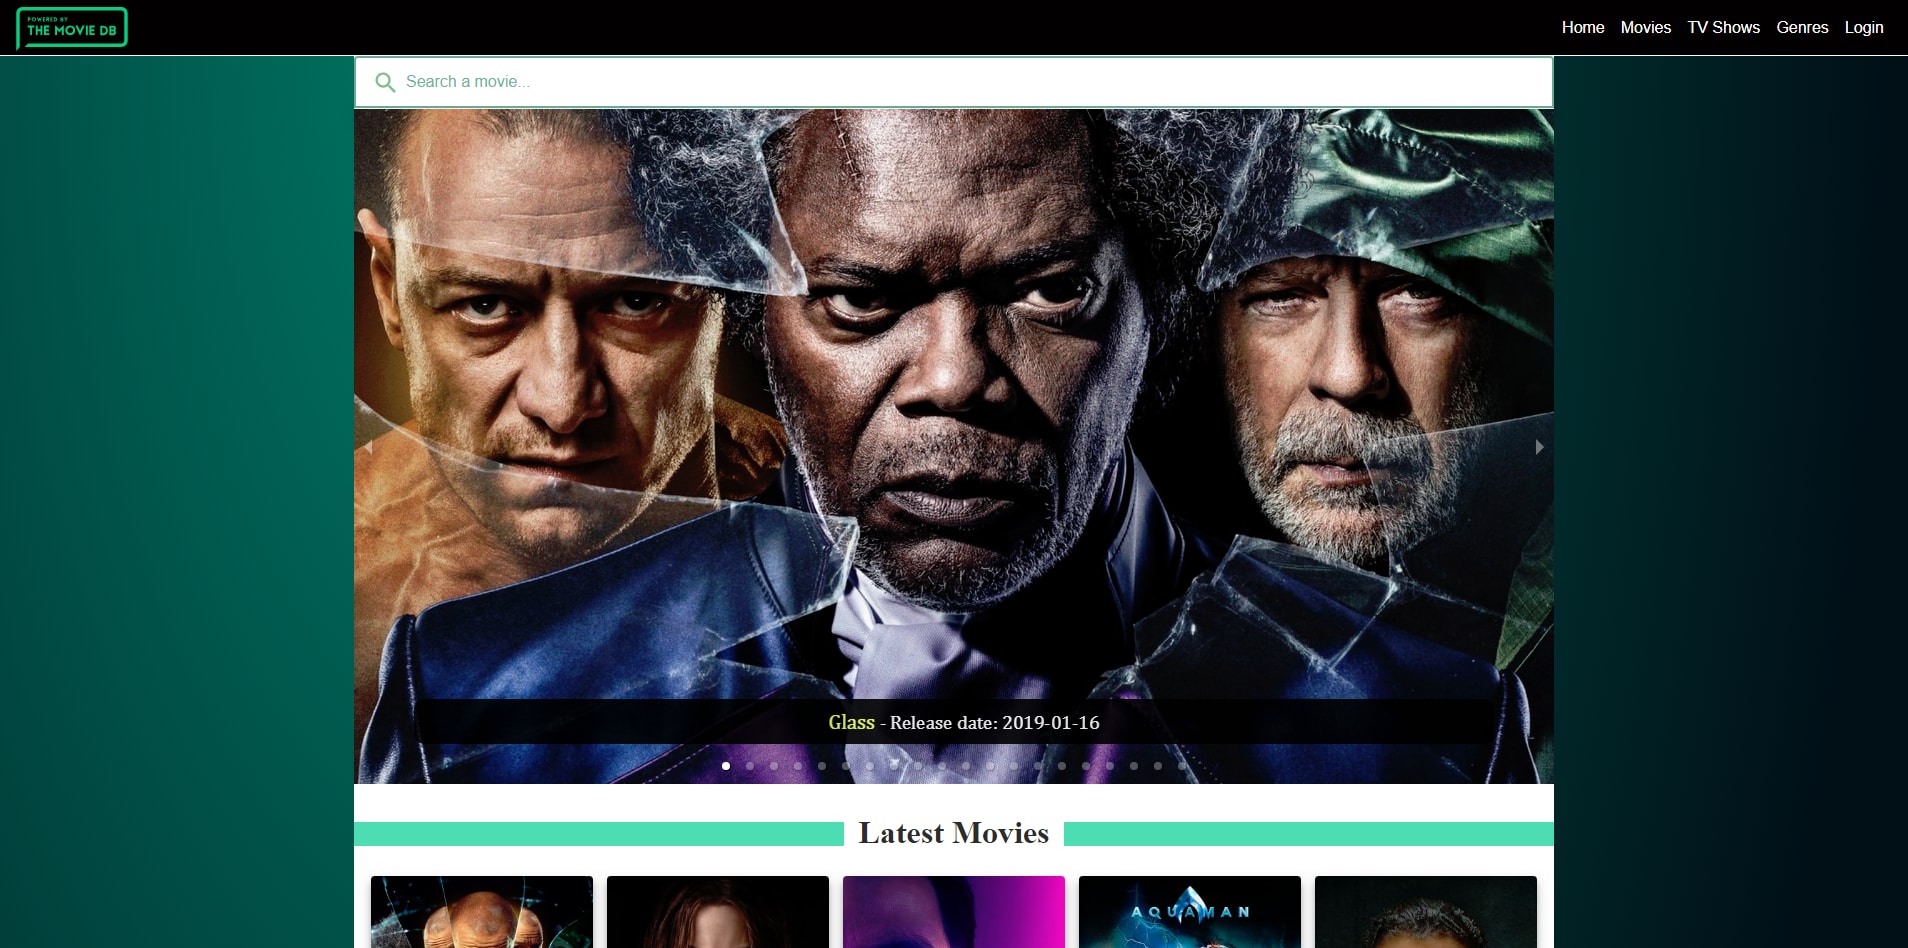 POWERED BY
THE MOVIE DB
Home Movies TV Shows Genres Login
Search a movie...
Glass - Release date: 2019-01-16
Latest Movies
AQUAMAN